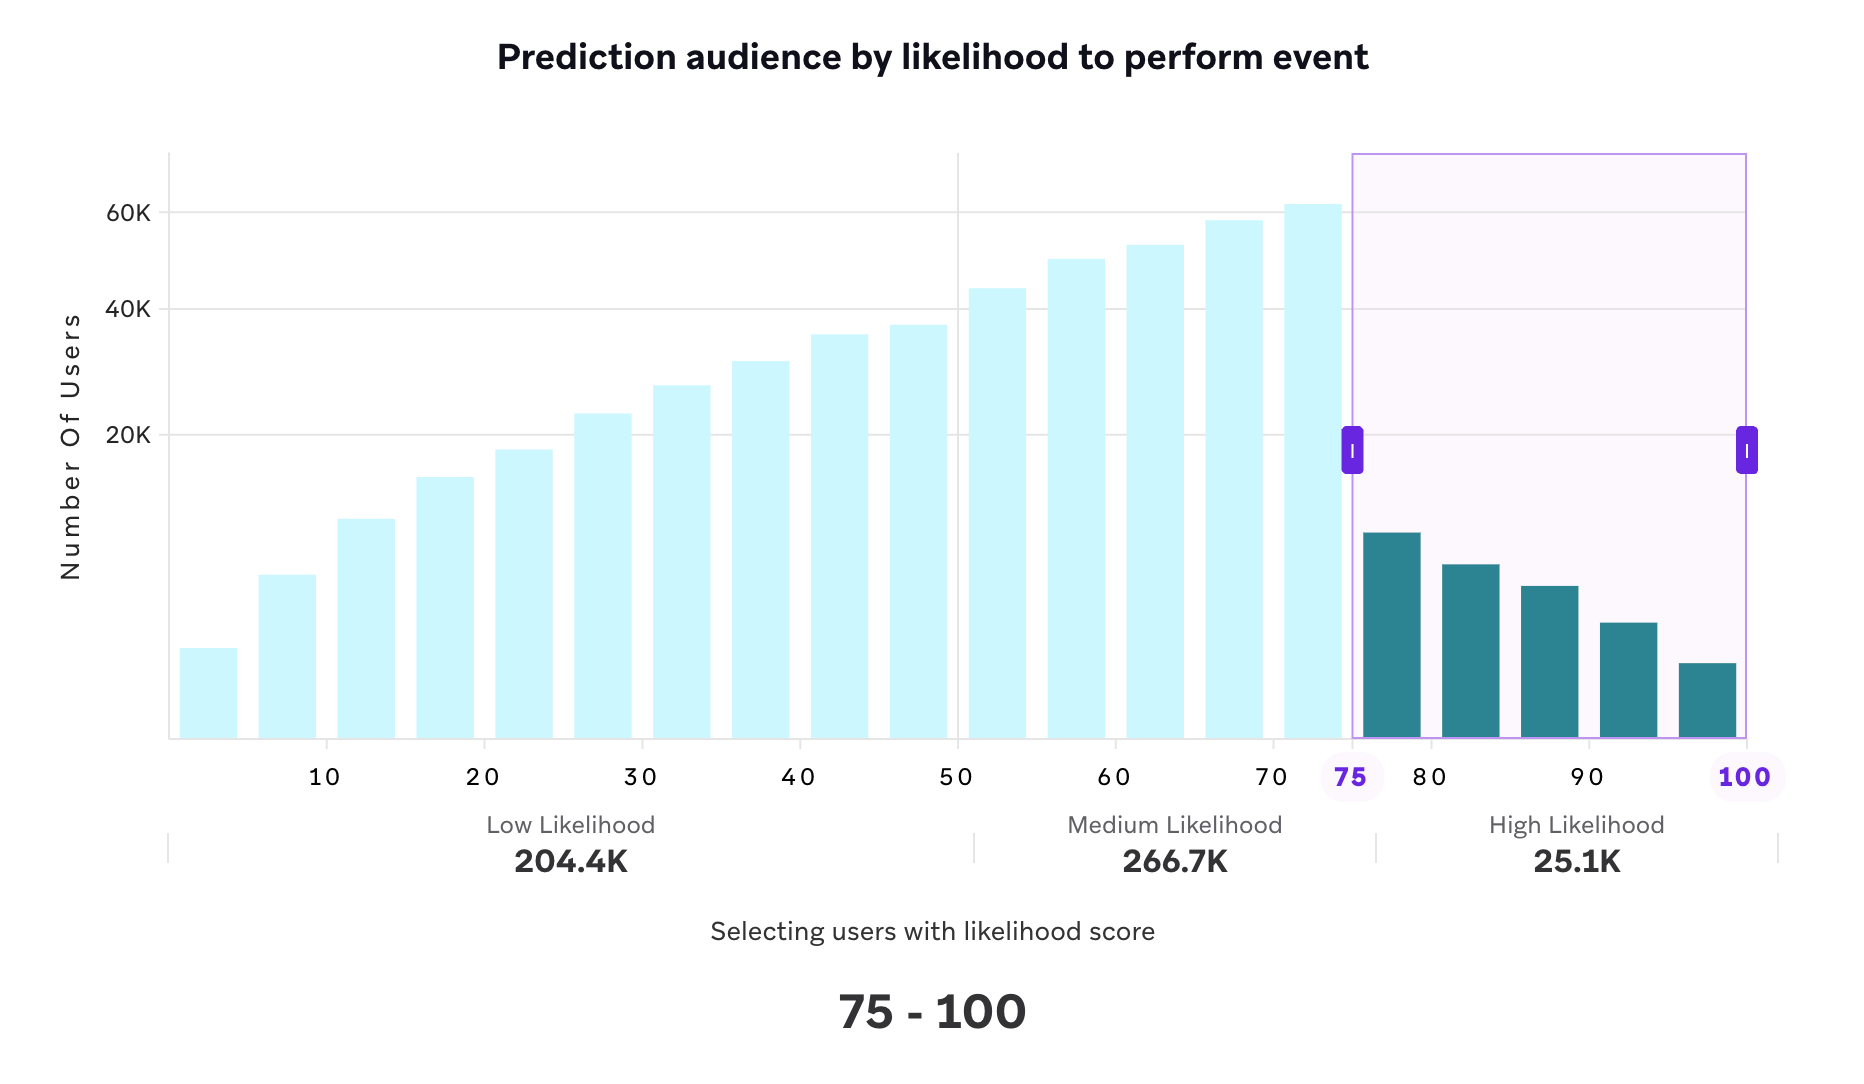 Prediction audience by likelihood to perform event
Number Of Users
60K
40K
20K
10 20 30 40 50 60 70 75 80 90 100
Low Likelihood Medium Likelihood High Likelihood
204.4K 266.7K 25.1K
Selecting users with likelihood score
75 - 100